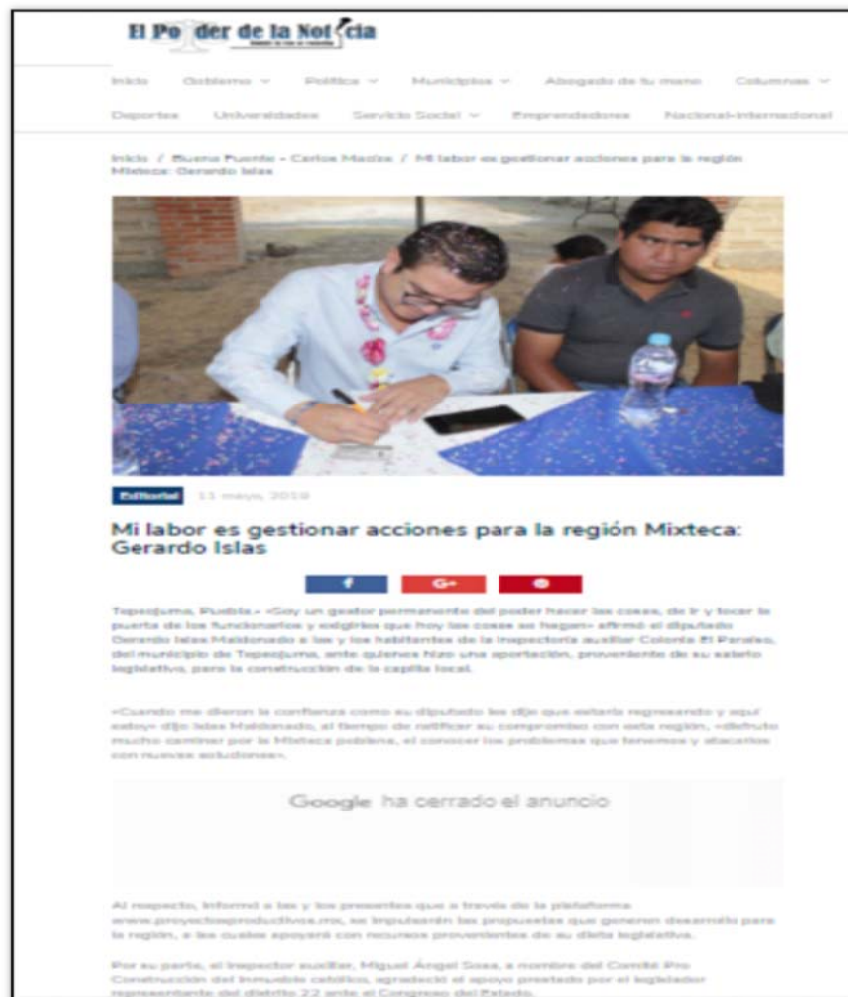 El Poder de la Noticia
Inicio Gobierno Política Municipios Abogado de tu mano Columnas
Deportes Universidades Servicio Social Emprendedores Nacional-Internacional
Inicio / Buena Fuente - Carlos Macías / Mi labor es gestionar acciones para la región
Mixteca: Gerardo Islas
Editorial 11 mayo, 2019
Mi labor es gestionar acciones para la región Mixteca:
Gerardo Islas
f G+
Tepeojuma, Puebla.- «Soy un gestor permanente del poder hacer las cosas, de ir y tocar la
puerta de los funcionarios y exigirles que hoy las cosas se hagan» afirmó el diputado
Gerardo Islas Maldonado a las y los habitantes de la inspectoría auxiliar Colonia El Paraíso,
del municipio de Tepeojuma, ante quienes hizo una aportación, proveniente de su salario
legislativo, para la construcción de la capilla local.
«Cuando me dieron la confianza como su diputado les dije que estaría regresando y aquí
estoy» dijo Islas Maldonado, al tiempo de ratificar su compromiso con esta región, «disfruto
mucho caminar por la Mixteca poblana, el conocer los problemas que tenemos y atacarlos
con nuevas soluciones».
Google ha cerrado el anuncio
Al respecto, informó a las y los presentes que a través de la plataforma
www.proyectosproductivos.mx, se impulsarán las propuestas que generen desarrollo para
la región, a las cuales apoyará con recursos provenientes de su dieta legislativa.
Por su parte, el inspector auxiliar, Miguel Ángel Sosa, a nombre del Comité Pro
Construcción del inmueble católico, agradeció el apoyo prestado por el legislador
representante del distrito 22 ante el Congreso del Estado.